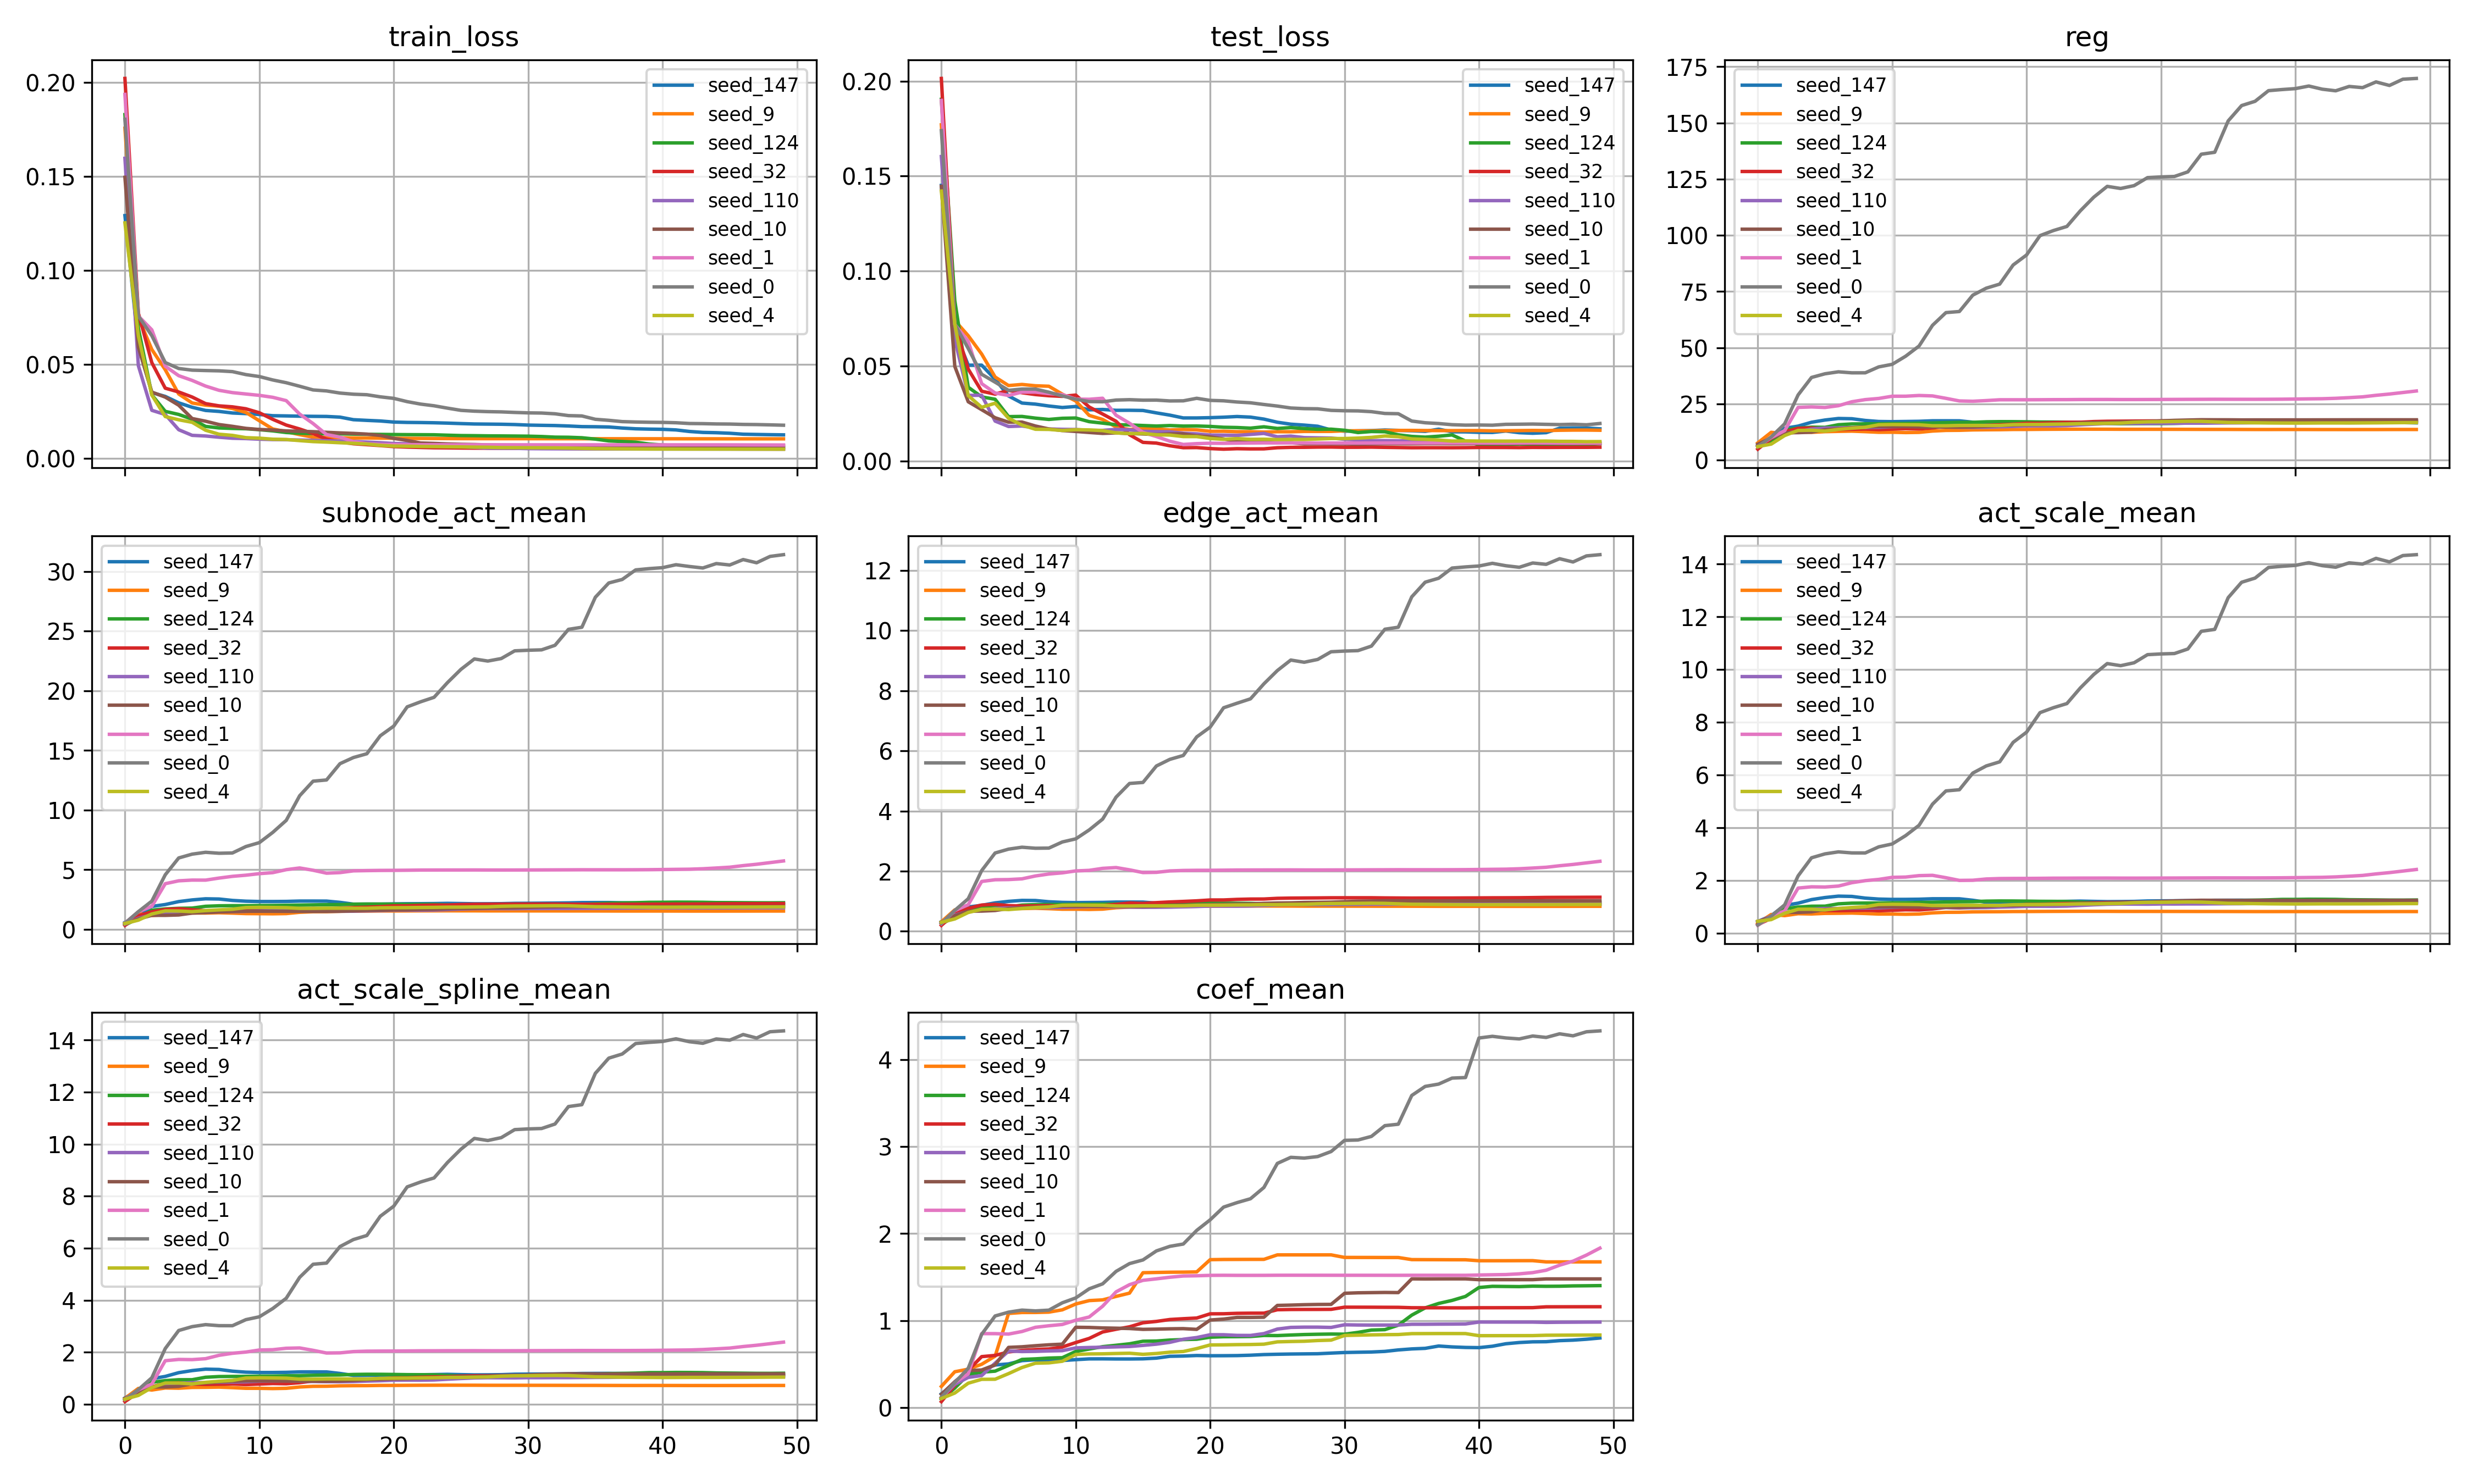 train_loss
0.20
0.15
0.10
0.05
0.00
seed_147
seed_9
seed_124
seed_32
seed_110
seed_10
seed_1
seed_0
seed_4
test_loss
0.20
0.15
0.10
0.05
0.00
seed_147
seed_9
seed_124
seed_32
seed_110
seed_10
seed_1
seed_0
seed_4
reg
175
150
125
100
75
50
25
0
seed_147
seed_9
seed_124
seed_32
seed_110
seed_10
seed_1
seed_0
seed_4
subnode_act_mean
30
25
20
15
10
5
0
seed_147
seed_9
seed_124
seed_32
seed_110
seed_10
seed_1
seed_0
seed_4
edge_act_mean
12
10
8
6
4
2
0
seed_147
seed_9
seed_124
seed_32
seed_110
seed_10
seed_1
seed_0
seed_4
act_scale_mean
14
12
10
8
6
4
2
0
seed_147
seed_9
seed_124
seed_32
seed_110
seed_10
seed_1
seed_0
seed_4
act_scale_spline_mean
14
12
10
8
6
4
2
0
seed_147
seed_9
seed_124
seed_32
seed_110
seed_10
seed_1
seed_0
seed_4
0 10 20 30 40 50
coef_mean
4
3
2
1
0
seed_147
seed_9
seed_124
seed_32
seed_110
seed_10
seed_1
seed_0
seed_4
0 10 20 30 40 50